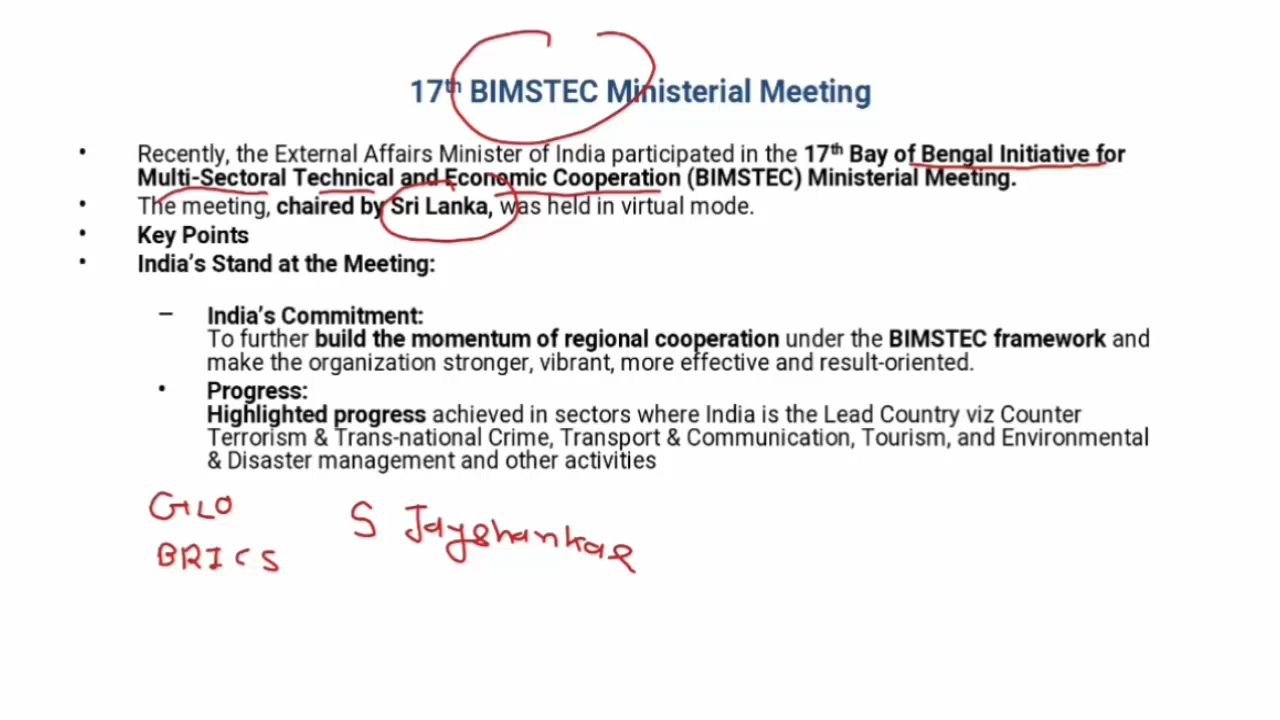 17th BIMSTEC Ministerial Meeting
• Recently, the External Affairs Minister of India participated in the 17th Bay of Bengal Initiative for
Multi-Sectoral Technical and Economic Cooperation (BIMSTEC) Ministerial Meeting.
• The meeting, chaired by Sri Lanka, was held in virtual mode.
• Key Points
• India's Stand at the Meeting:
– India's Commitment:
To further build the momentum of regional cooperation under the BIMSTEC framework and
make the organization stronger, vibrant, more effective and result-oriented.
• Progress:
Highlighted progress achieved in sectors where India is the Lead Country viz Counter
Terrorism & Trans-national Crime, Transport & Communication, Tourism, and Environmental
& Disaster management and other activities
S Jayshankar
BRICS